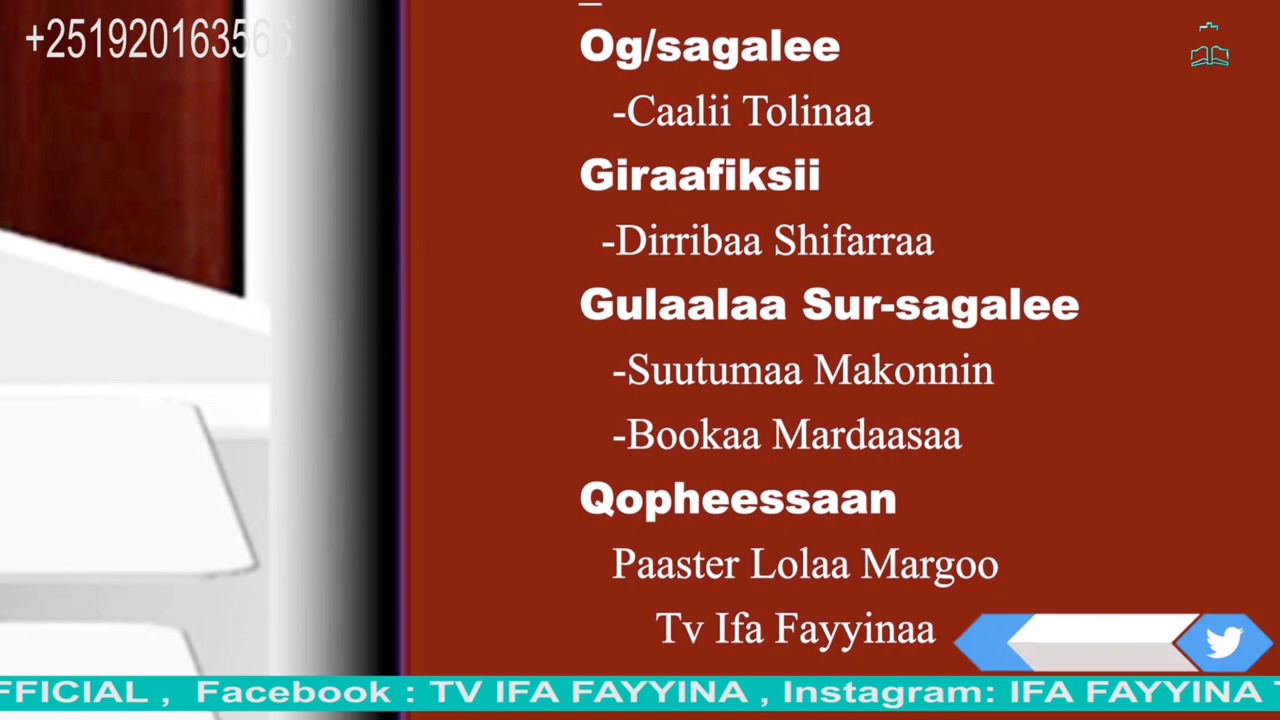 +251920163566
Og/sagalee
-Caalii Tolinaa
Giraafiksii
-Dirribaa Shifarraa
Gulaalaa Sur-sagalee
-Suutumaa Makonnin
-Bookaa Mardaasaa
Qopheessaan
Paaster Lolaa Margoo
Tv Ifa Fayyinaa
FFICIAL , Facebook : TV IFA FAYYINA , Instagram: IFA FAYYINA T